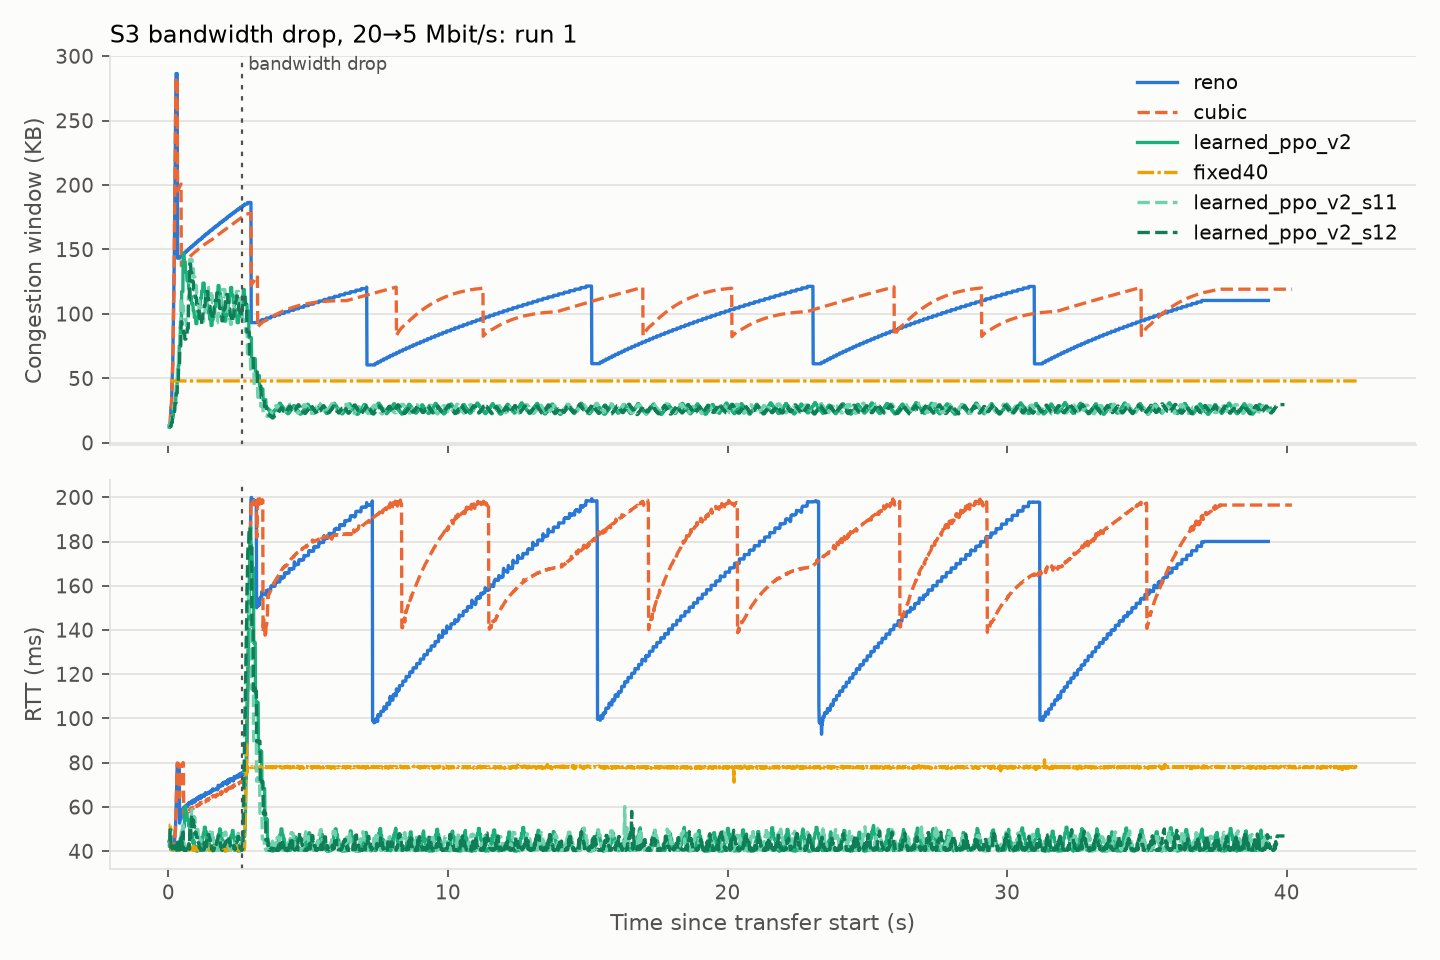 S3 bandwidth drop, 20→5 Mbit/s: run 1
bandwidth drop
300
250
200
150
100
50
0
Congestion window (KB)
reno
cubic
learned_ppo_v2
fixed40
learned_ppo_v2_s11
learned_ppo_v2_s12
200
180
160
140
120
100
80
60
40
RTT (ms)
0 10 20 30 40
Time since transfer start (s)